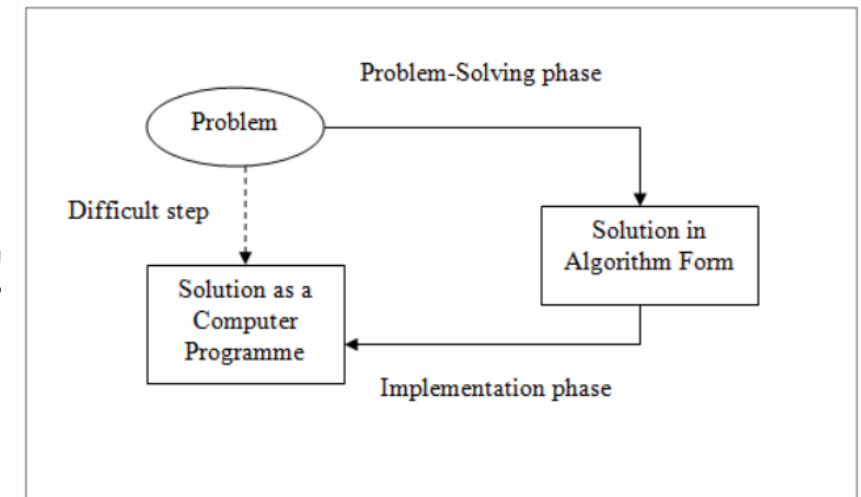 Problem-Solving phase
Problem
Difficult step
Solution in
Algorithm Form
Solution as a
Computer
Programme
Implementation phase